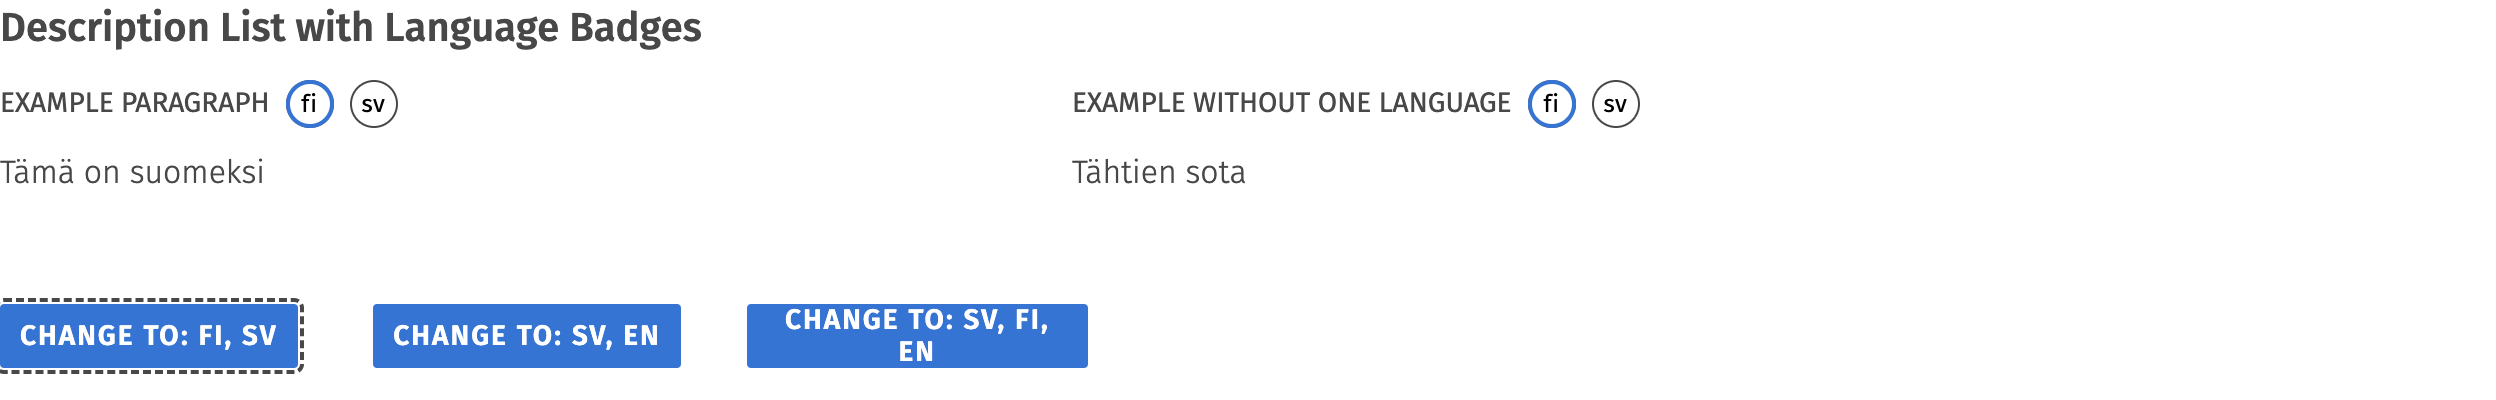 Description List with Language Badges
EXAMPLE PARAGRAPH fi sv
Tämä on suomeksi
EXAMPLE WITHOUT ONE LANGUAGE fi sv
Tähtien sota
CHANGE TO: FI, SV
CHANGE TO: SV, EN
CHANGE TO: SV, FI,
EN